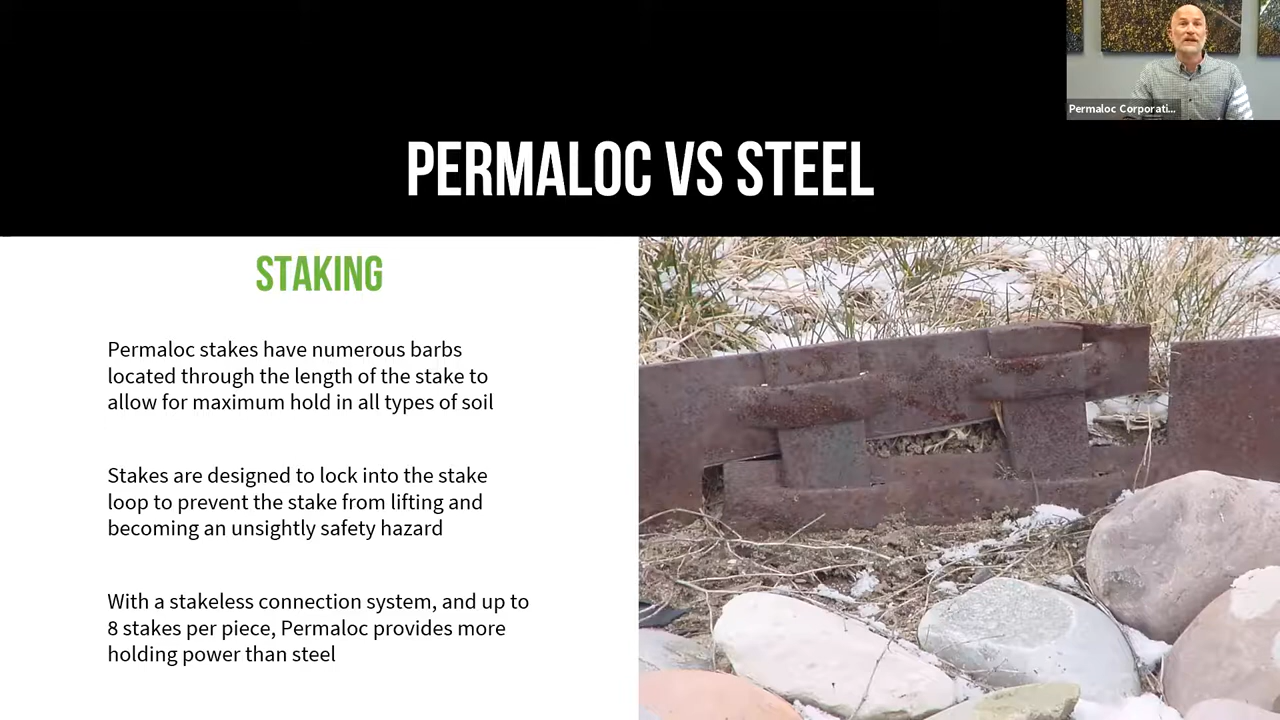 Permaloc Corporati...
PERMALOC VS STEEL
STAKING
Permaloc stakes have numerous barbs
located through the length of the stake to
allow for maximum hold in all types of soil
Stakes are designed to lock into the stake
loop to prevent the stake from lifting and
becoming an unsightly safety hazard
With a stakeless connection system, and up to
8 stakes per piece, Permaloc provides more
holding power than steel